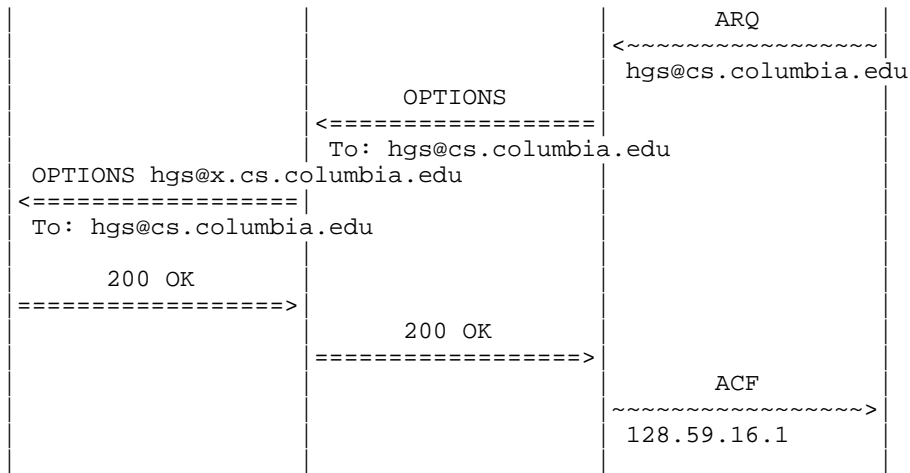 ARQ
<~~~~~~~~~~~~~~~~~
hgs@cs.columbia.edu
OPTIONS
<==================
To: hgs@cs.columbia.edu
OPTIONS hgs@x.cs.columbia.edu
<==================
To: hgs@cs.columbia.edu
200 OK
==================>
200 OK
==================>
ACF
~~~~~~~~~~~~~~~~~>
128.59.16.1